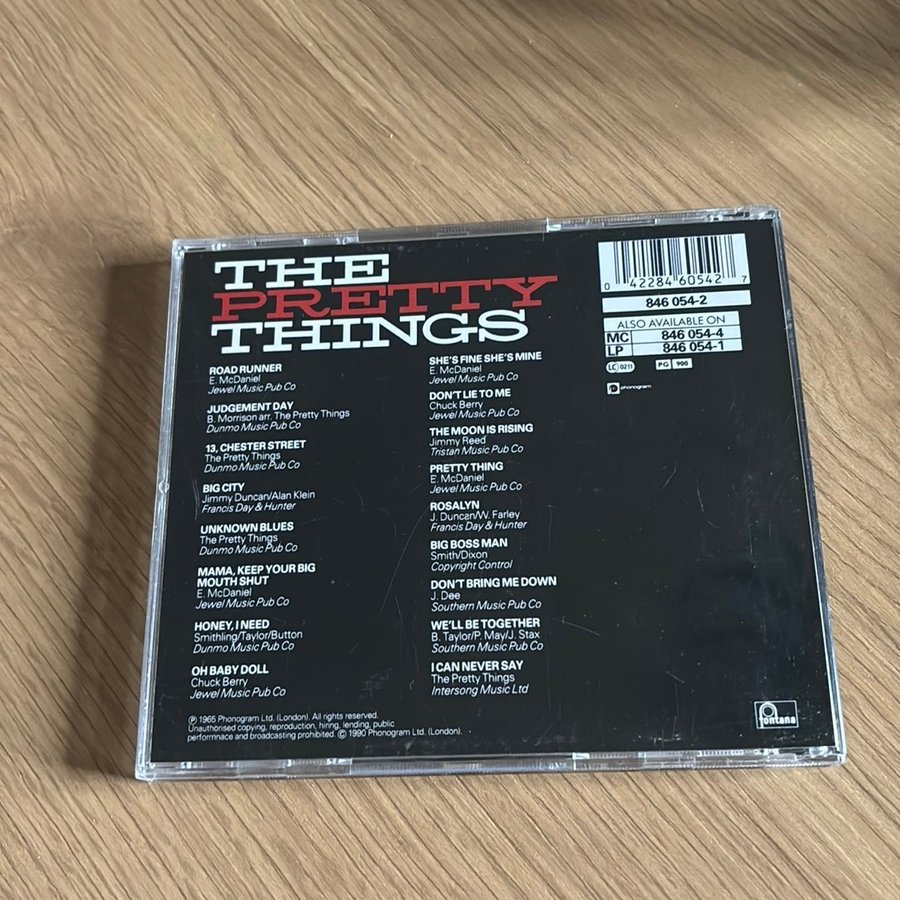 THE
PRETTY
THINGS
ROAD RUNNER
E. McDaniel
Jewel Music Pub Co
JUDGEMENT DAY
B. Morrison arr. The Pretty Things
Dunmo Music Pub Co
13, CHESTER STREET
The Pretty Things
Dunmo Music Pub Co
BIG CITY
Jimmy Duncan/Alan Klein
Francis Day & Hunter
UNKNOWN BLUES
The Pretty Things
Dunmo Music Pub Co
MAMA, KEEP YOUR BIG
MOUTH SHUT
E. McDaniel
Jewel Music Pub Co
HONEY, I NEED
Smithling/Taylor/Button
Dunmo Music Pub Co
OH BABY DOLL
Chuck Berry
Jewel Music Pub Co
SHE'S FINE SHE'S MINE
E. McDaniel
Jewel Music Pub Co
DON'T LIE TO ME
Chuck Berry
Jewel Music Pub Co
THE MOON IS RISING
Jimmy Reed
Tristan Music Pub Co
PRETTY THING
E. McDaniel
Jewel Music Pub Co
ROSALYN
J. Duncan/W. Farley
Francis Day & Hunter
BIG BOSS MAN
Smith/Dixon
Copyright Control
DON'T BRING ME DOWN
J. Dee
Southern Music Pub Co
WE'LL BE TOGETHER
B. Taylor/P. May/J. Stax
Southern Music Pub Co
I CAN NEVER SAY
The Pretty Things
Intersong Music Ltd
0 42284 60542 7
846 054-2
ALSO AVAILABLE ON
MC 846 054-4
LP 846 054-1
LC 0211 PG 900
phonogram
℗ 1965 Phonogram Ltd. (London). All rights reserved.
Unauthorised copying, reproduction, hiring, lending, public
performnace and broadcasting prohibited. © 1990 Phonogram Ltd. (London).
fontana